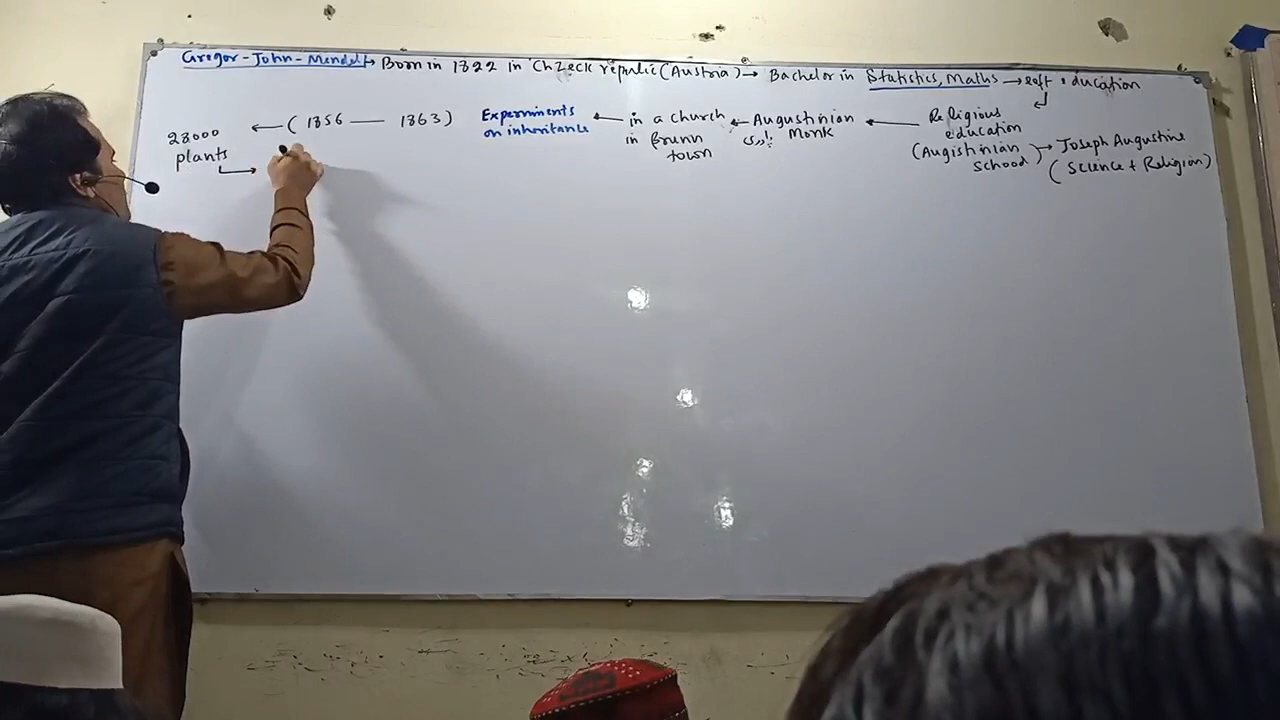 Gregor-John-Mendel → Born in 1822 in Chzeck republic (Austria) → Bachelor in Statistics, Maths → left education
Religious
education
(Augistinian → Joseph Augustine
School) (Science + Religion)
← Augustinian
Monk
← in a church
in Brunn
town
← Experiments
on inheritance
← (1856 — 1863)
28000
plants